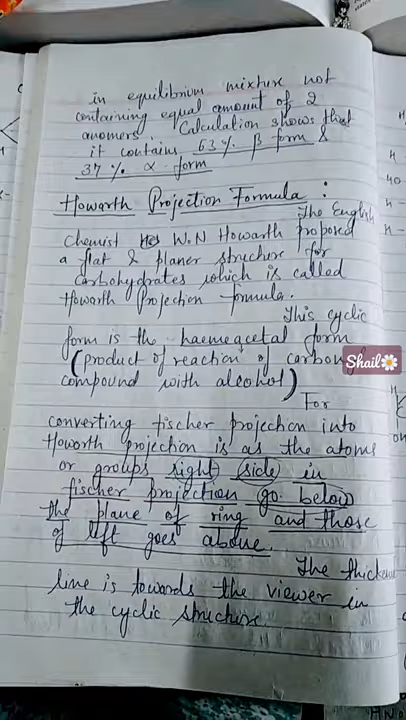 in equilibrium mixture not
containing equal amount of 2
anomers. Calculation shows that
it contains 63% β form &
37% α form
Howarth Projection Formula :
The English
Chemist W.N Howarth proposed
a flat & planer structure for
carbohydrates which is called
Howarth Projection formula.
This cyclic
form is the haemeacetal form
(product of reaction of carbon
compound with alcohol)
For
converting fischer projection into
Howorth projection is as the atoms
or groups right side in
fischer projection go below
the plane of ring and those
of left goes above.
The thicken
line is towards the viewer in
the cyclic structure
Shail